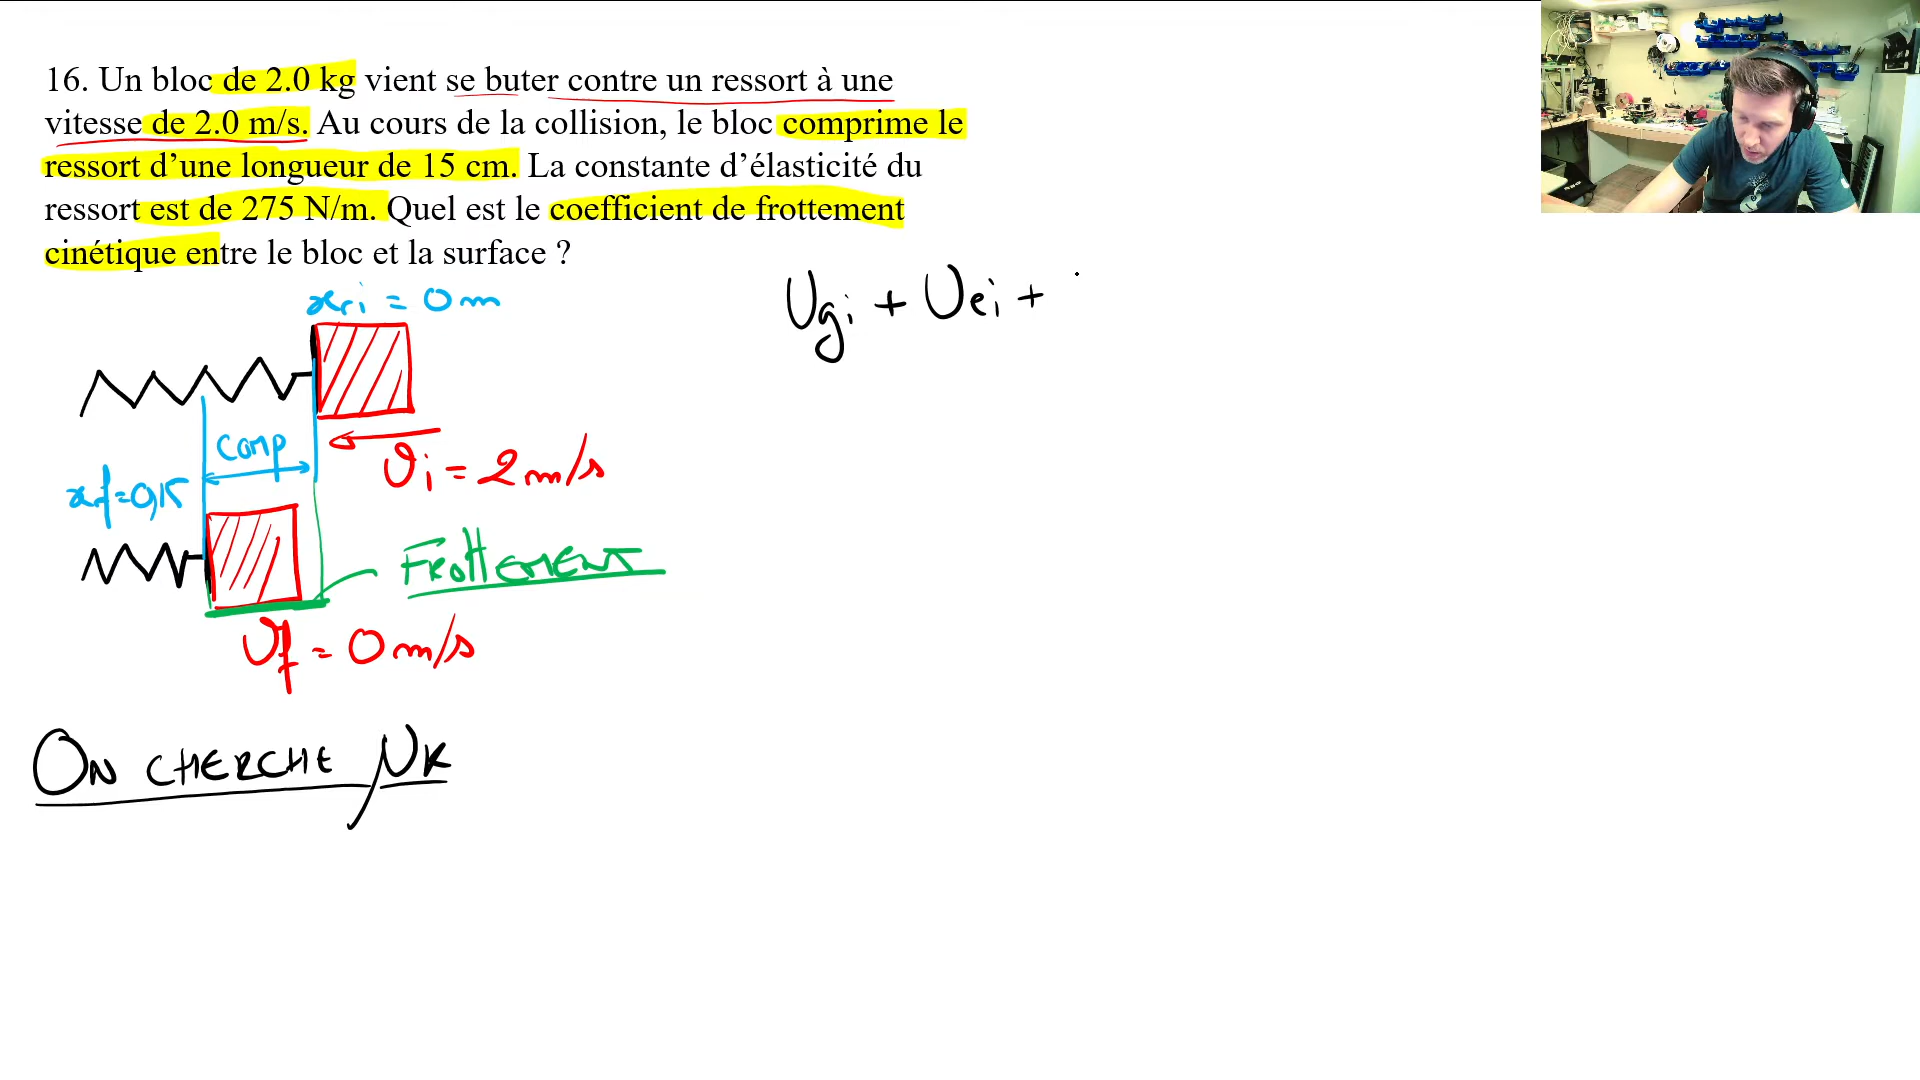 16. Un bloc de 2.0 kg vient se buter contre un ressort à une
vitesse de 2.0 m/s. Au cours de la collision, le bloc comprime le
ressort d’une longueur de 15 cm. La constante d’élasticité du
ressort est de 275 N/m. Quel est le coefficient de frottement
cinétique entre le bloc et la surface ?
xri = 0 m
Ugi + Uei +
comp
vi = 2 m/s
xf = 0,15
FROTTEMENT
vf = 0 m/s
ON CHERCHE μK